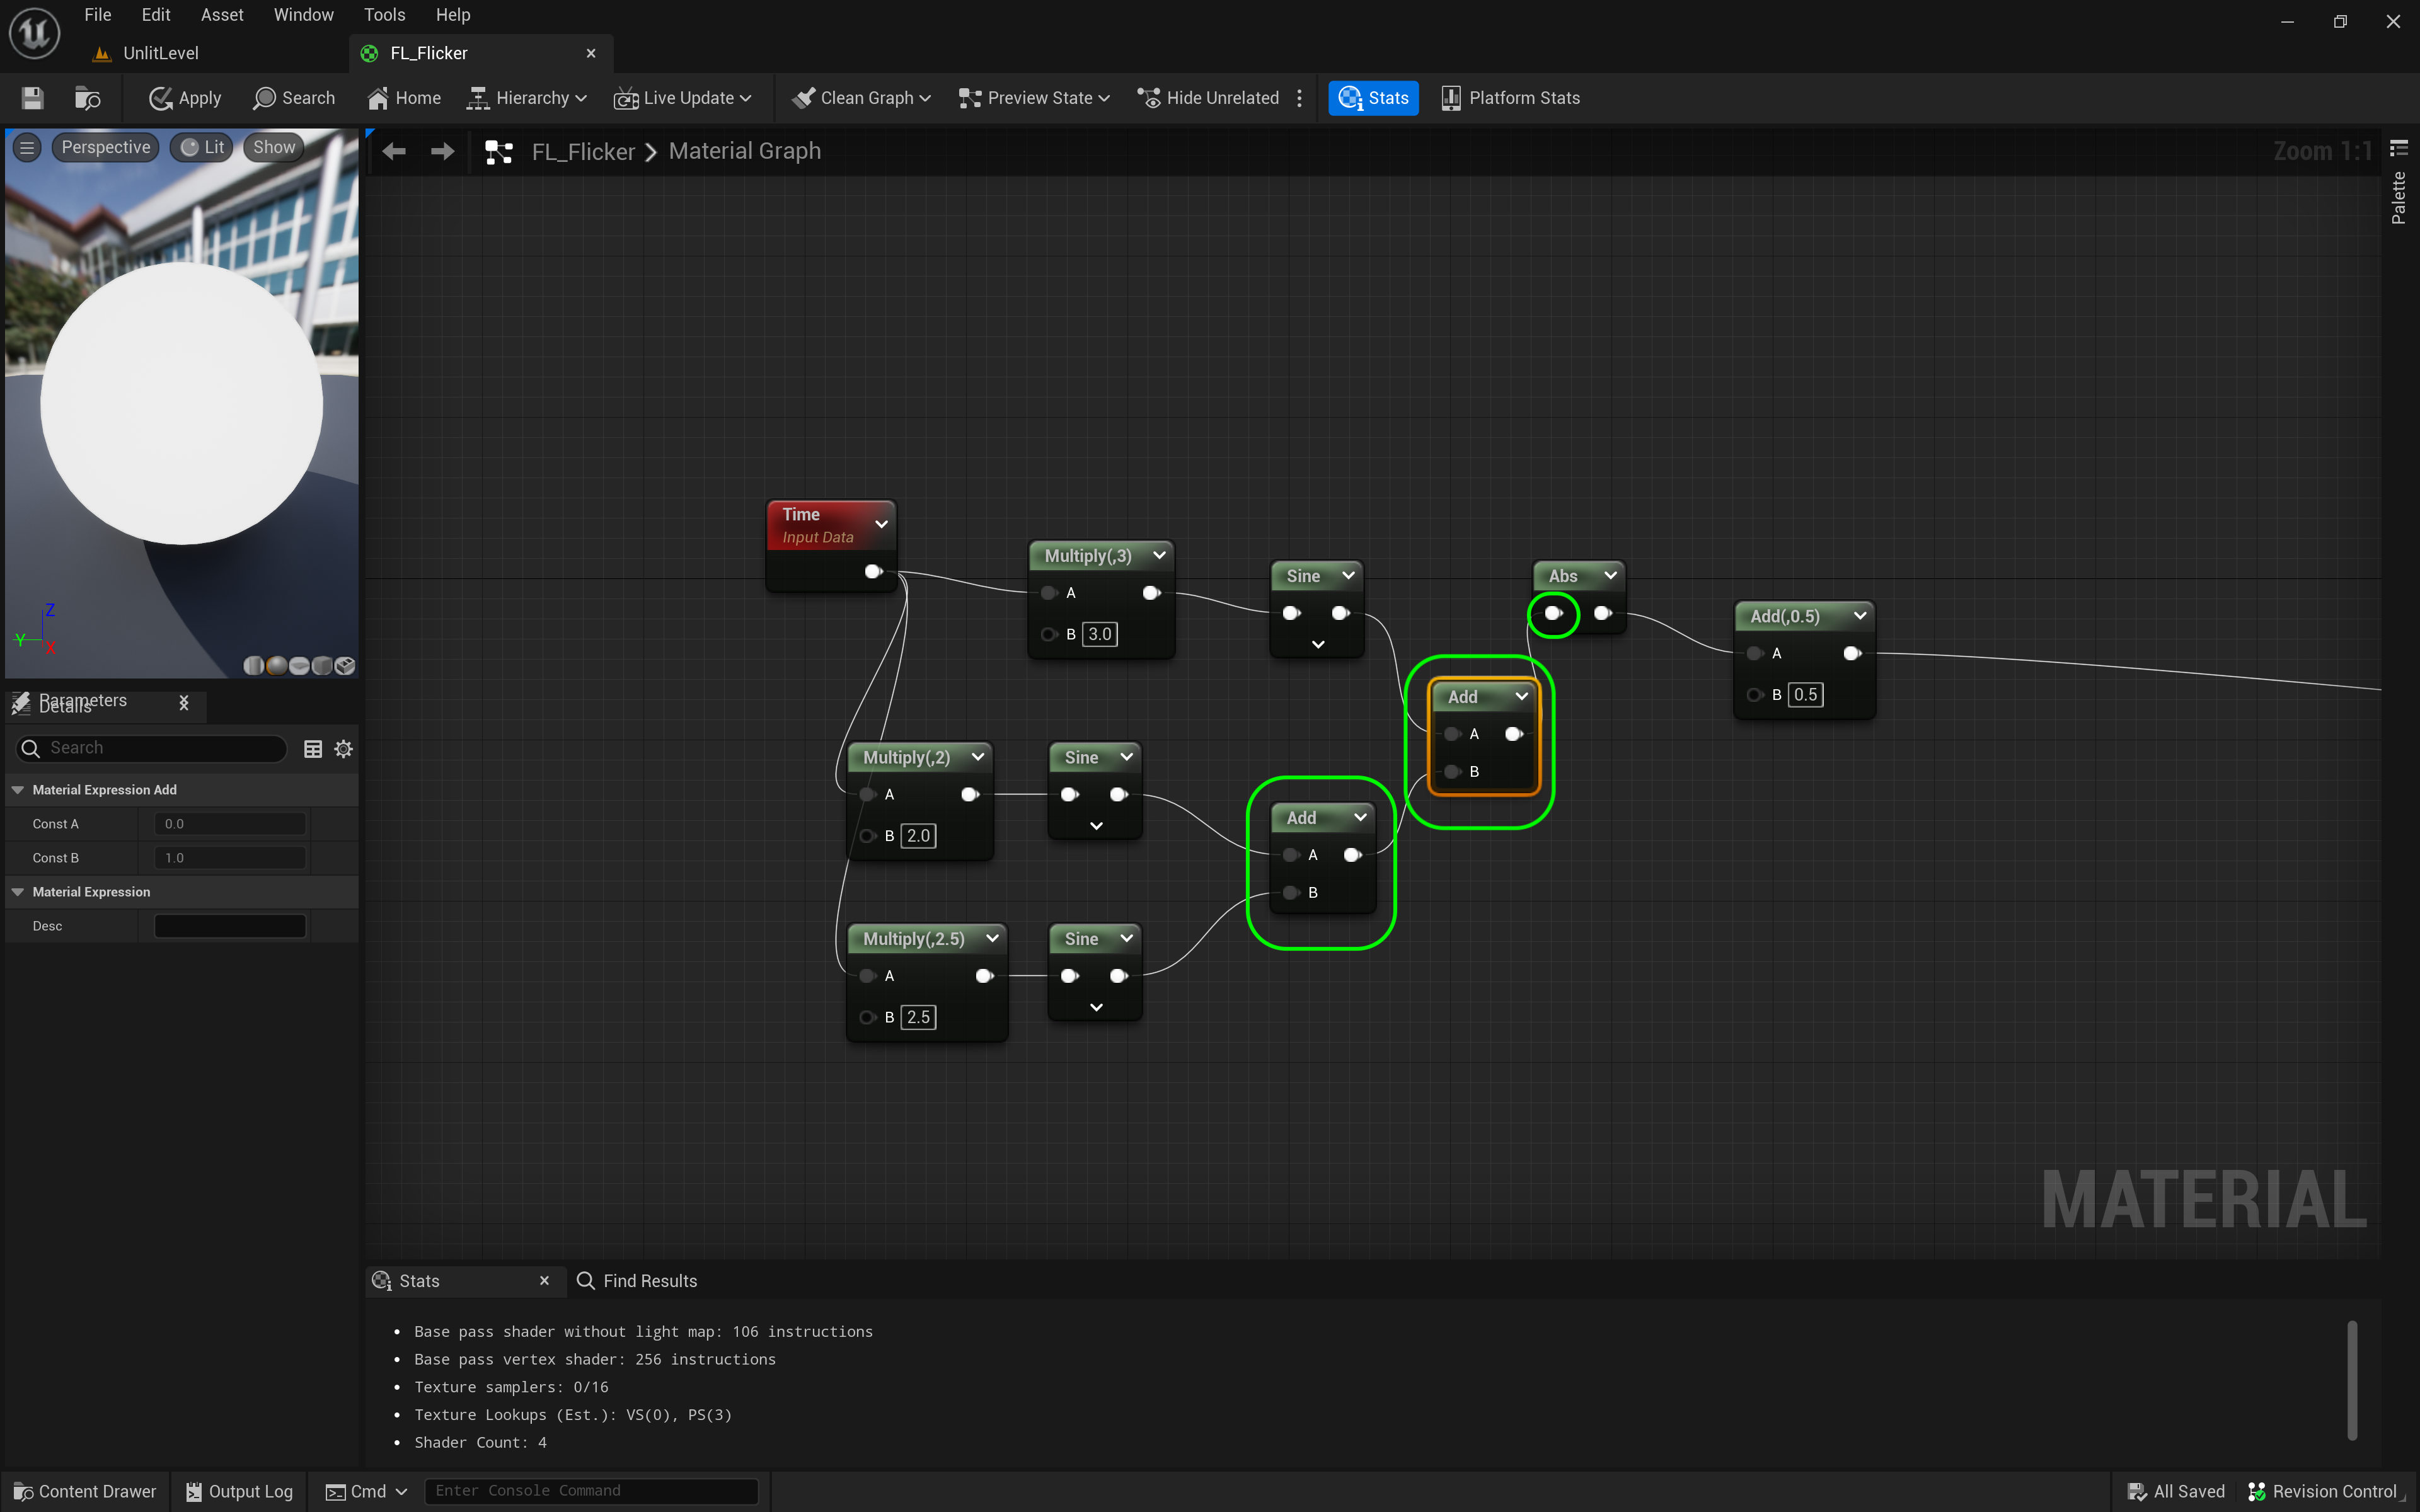 File Edit Asset Window Tools Help
UnlitLevel FL_Flicker
Apply Search Home Hierarchy Live Update Clean Graph Preview State Hide Unrelated Stats Platform Stats
Perspective Lit Show
FL_Flicker Material Graph Zoom 1:1
Palette
Z
Y
X
Parameters
Details
Search
Material Expression Add
Const A 0.0
Const B 1.0
Material Expression
Desc
Time
Input Data
Multiply(,3)
A
B 3.0
Sine
Abs
Add(,0.5)
A
B 0.5
Add
A
B
Multiply(,2)
A
B 2.0
Sine
Add
A
B
Multiply(,2.5)
A
B 2.5
Sine
MATERIAL
Stats Find Results
• Base pass shader without light map: 106 instructions
• Base pass vertex shader: 256 instructions
• Texture samplers: 0/16
• Texture Lookups (Est.): VS(0), PS(3)
• Shader Count: 4
Content Drawer Output Log Cmd Enter Console Command All Saved Revision Control